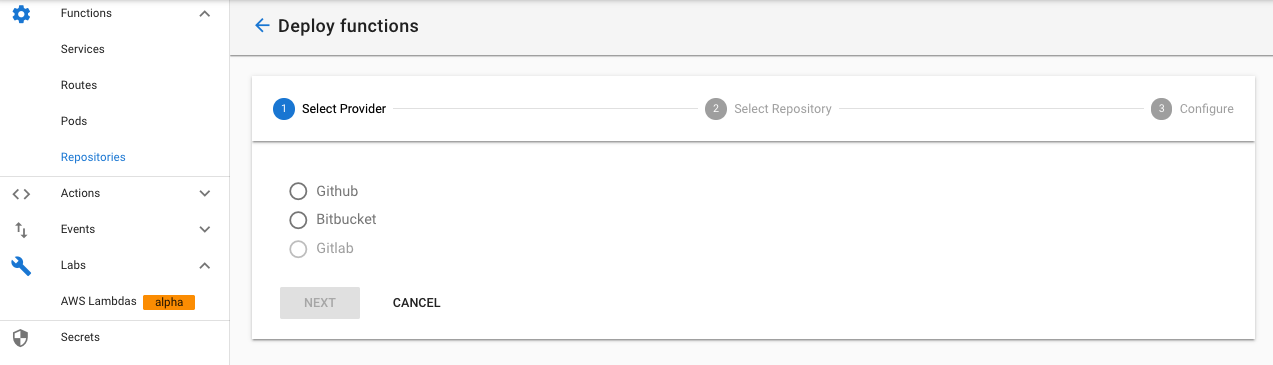 Functions
Services
Routes
Pods
Repositories
Actions
Events
Labs
AWS Lambdas alpha
Secrets
Deploy functions
1 Select Provider 2 Select Repository 3 Configure
Github
Bitbucket
Gitlab
NEXT CANCEL